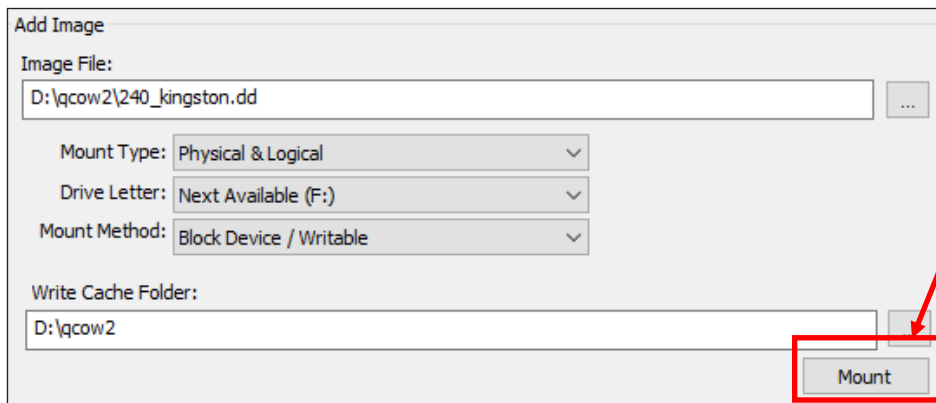 Add Image
Image File:
D:\qcow2\240_kingston.dd
...
Mount Type: Physical & Logical
Drive Letter: Next Available (F:)
Mount Method: Block Device / Writable
Write Cache Folder:
D:\qcow2
...
Mount